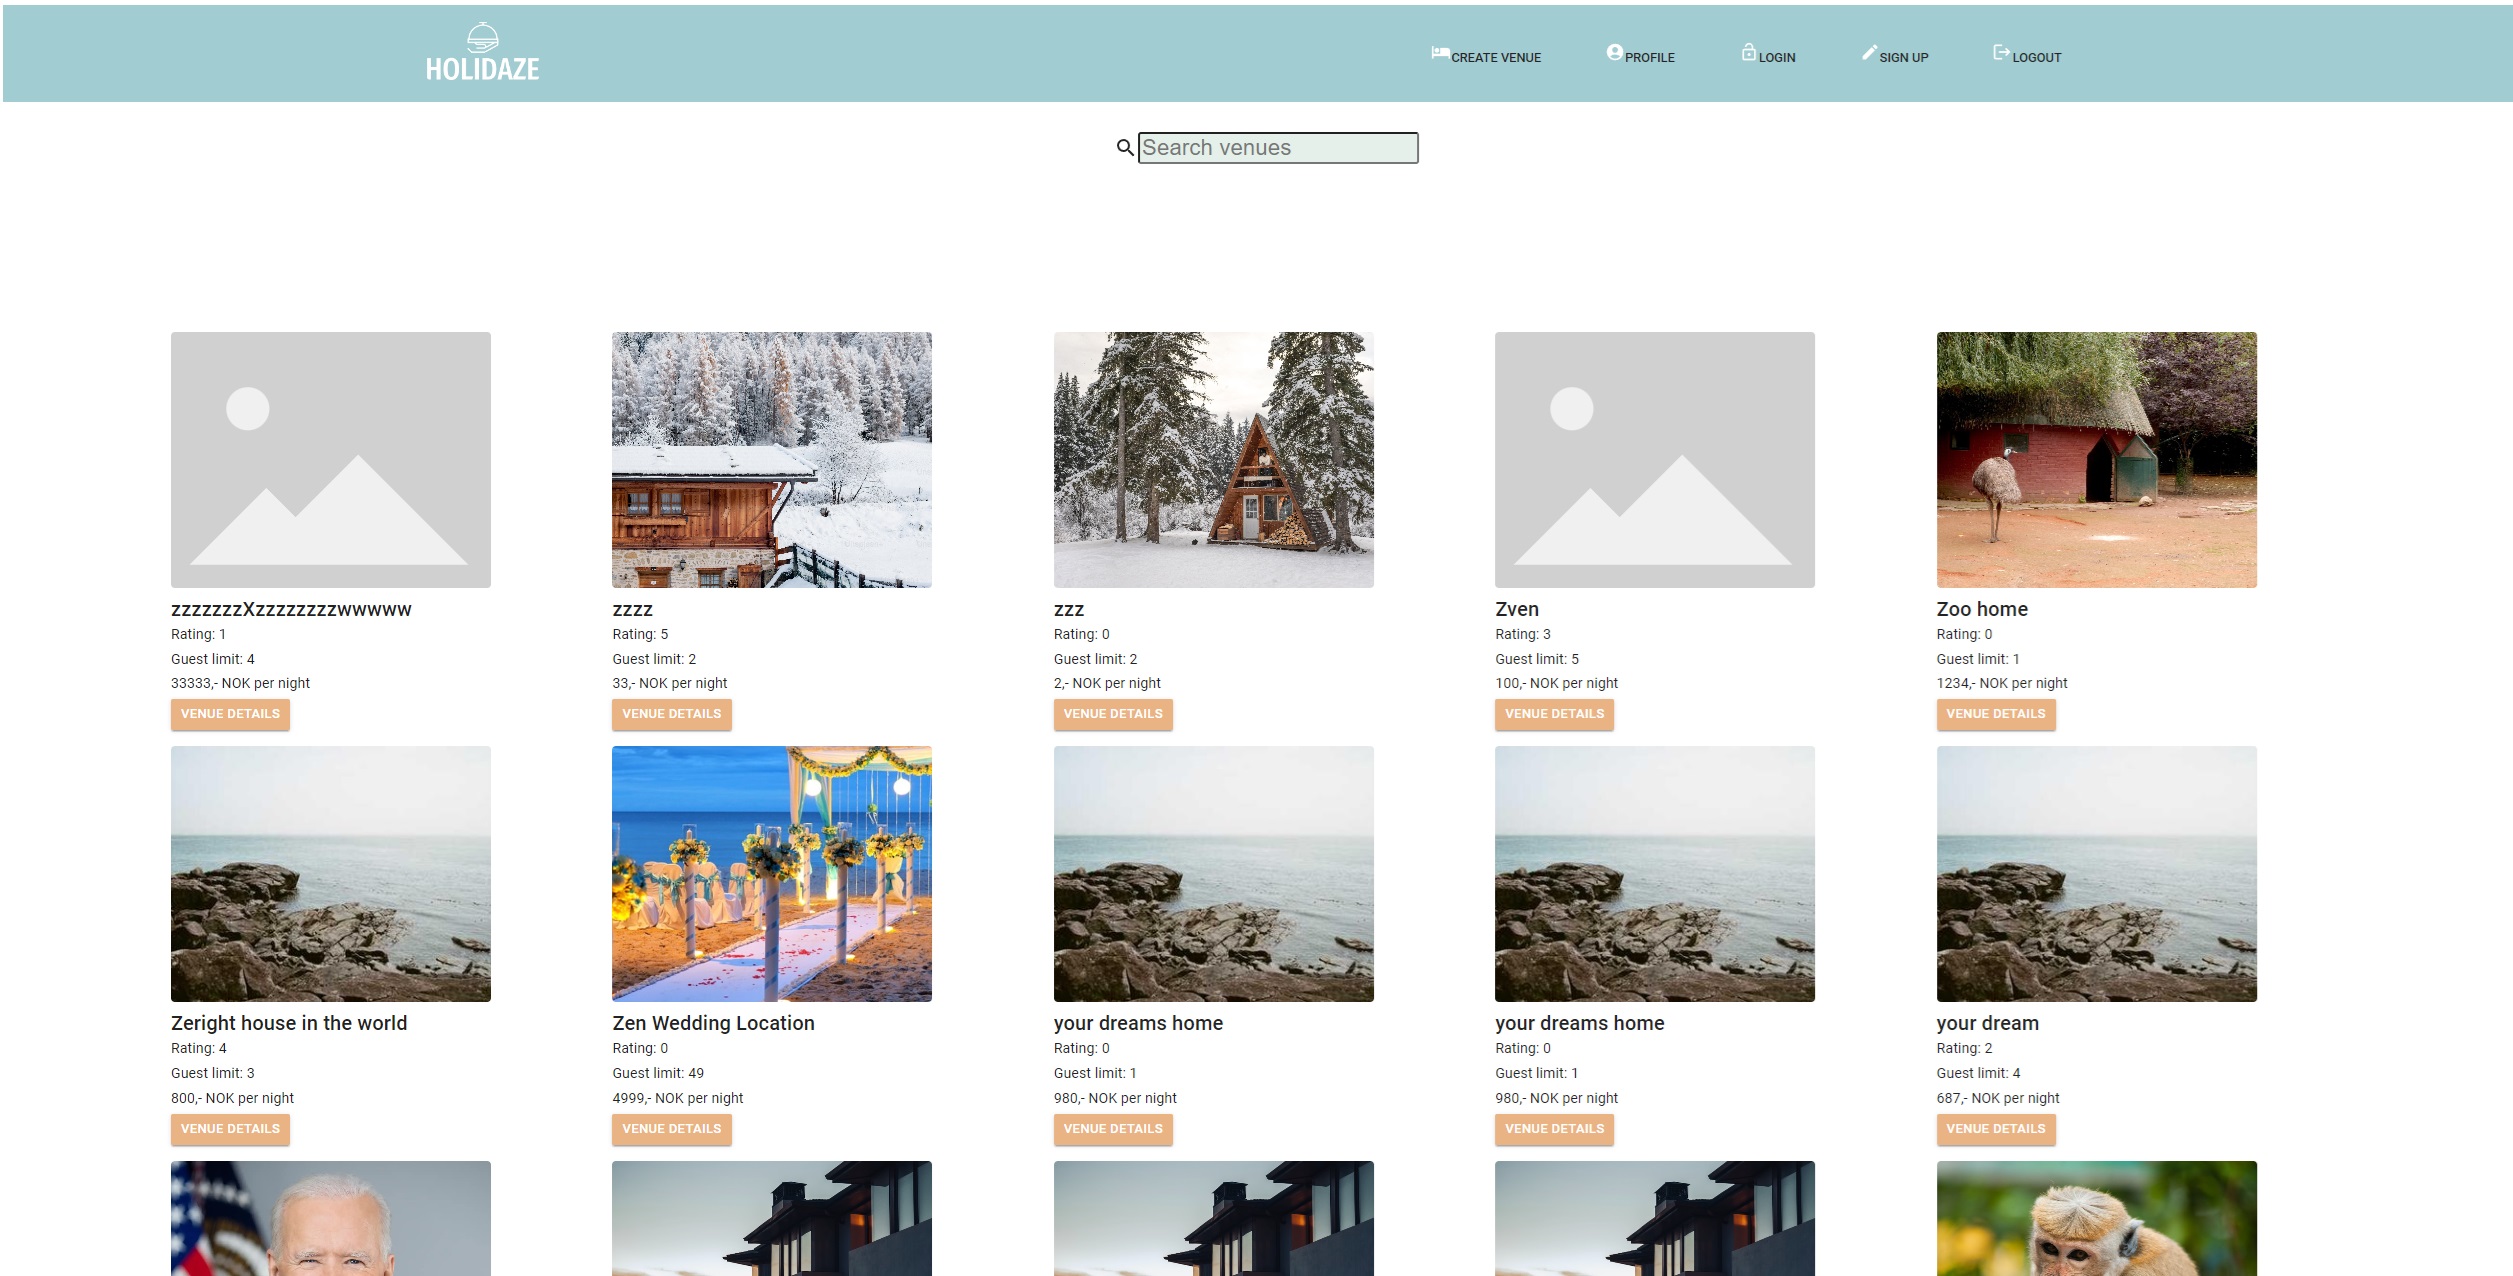 HOLIDAZE
CREATE VENUE
PROFILE
LOGIN
SIGN UP
LOGOUT
Search venues
zzzzzzzXzzzzzzzzwwwww
Rating: 1
Guest limit: 4
33333,- NOK per night
VENUE DETAILS
zzzz
Rating: 5
Guest limit: 2
33,- NOK per night
VENUE DETAILS
zzz
Rating: 0
Guest limit: 2
2,- NOK per night
VENUE DETAILS
Zven
Rating: 3
Guest limit: 5
100,- NOK per night
VENUE DETAILS
Zoo home
Rating: 0
Guest limit: 1
1234,- NOK per night
VENUE DETAILS
Zeright house in the world
Rating: 4
Guest limit: 3
800,- NOK per night
VENUE DETAILS
Zen Wedding Location
Rating: 0
Guest limit: 49
4999,- NOK per night
VENUE DETAILS
your dreams home
Rating: 0
Guest limit: 1
980,- NOK per night
VENUE DETAILS
your dreams home
Rating: 0
Guest limit: 1
980,- NOK per night
VENUE DETAILS
your dream
Rating: 2
Guest limit: 4
687,- NOK per night
VENUE DETAILS